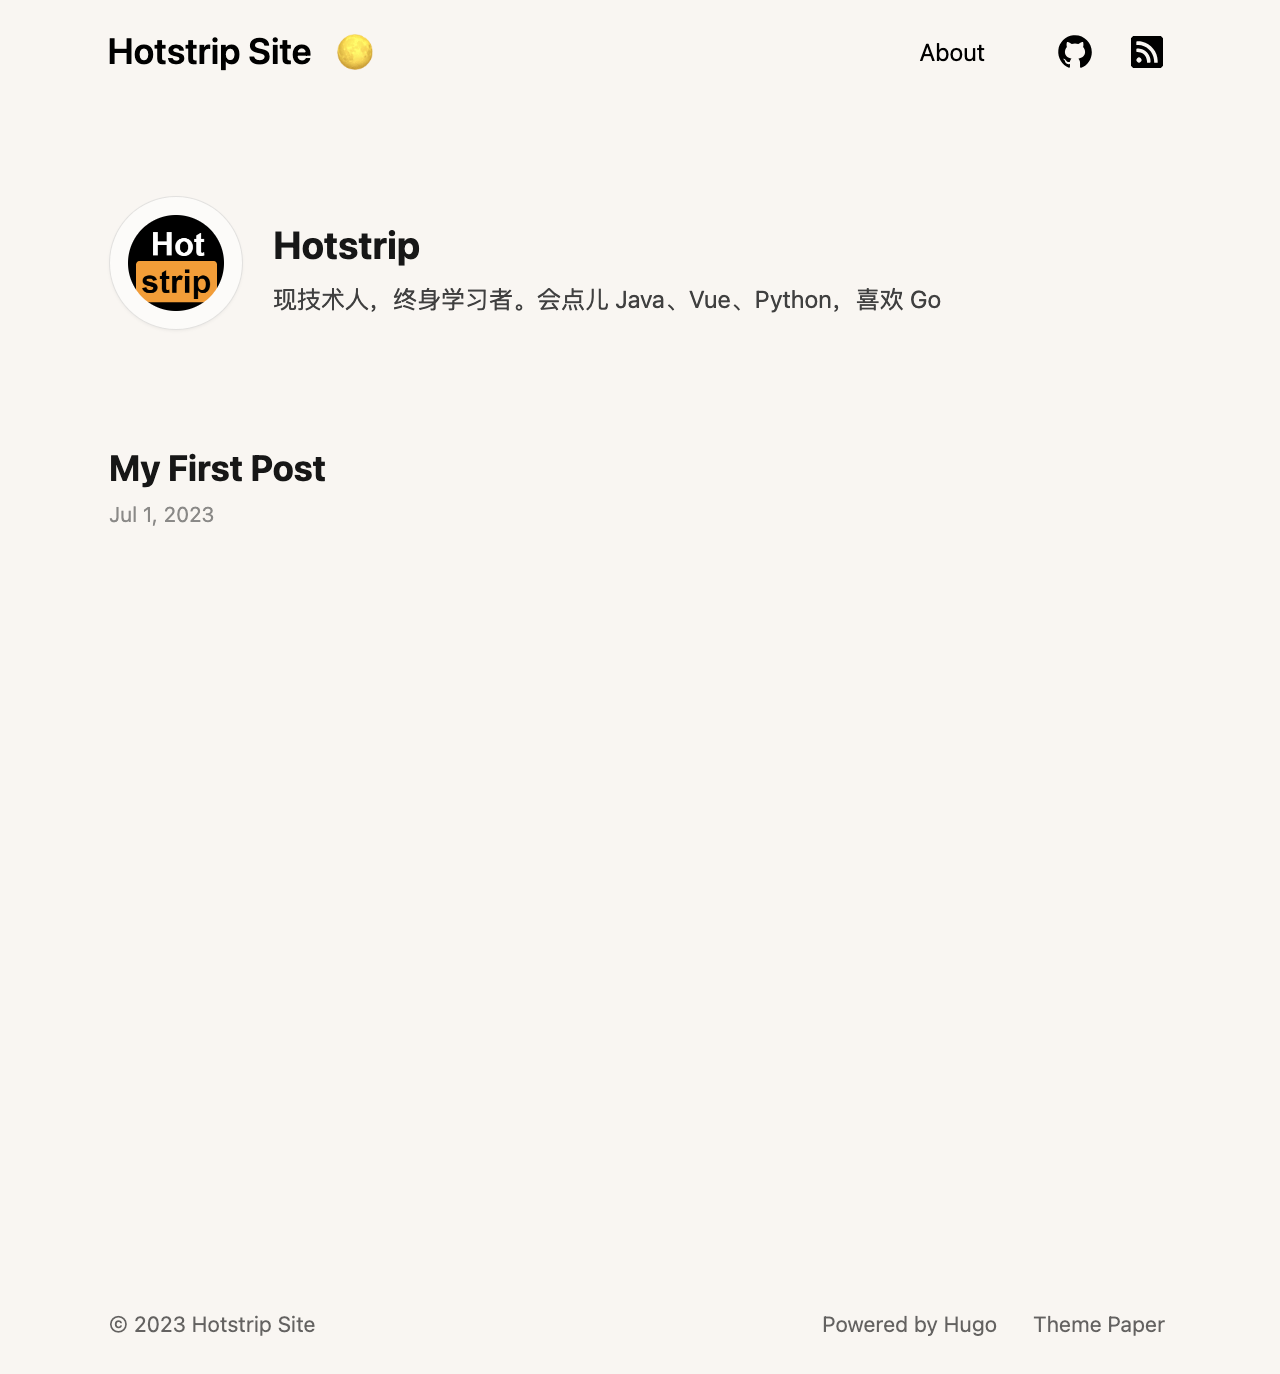 Hotstrip Site
About
Hot
strip
Hotstrip
现技术人，终身学习者。会点儿 Java、Vue、Python，喜欢 Go
My First Post
Jul 1, 2023
© 2023 Hotstrip Site
Powered by Hugo
Theme Paper